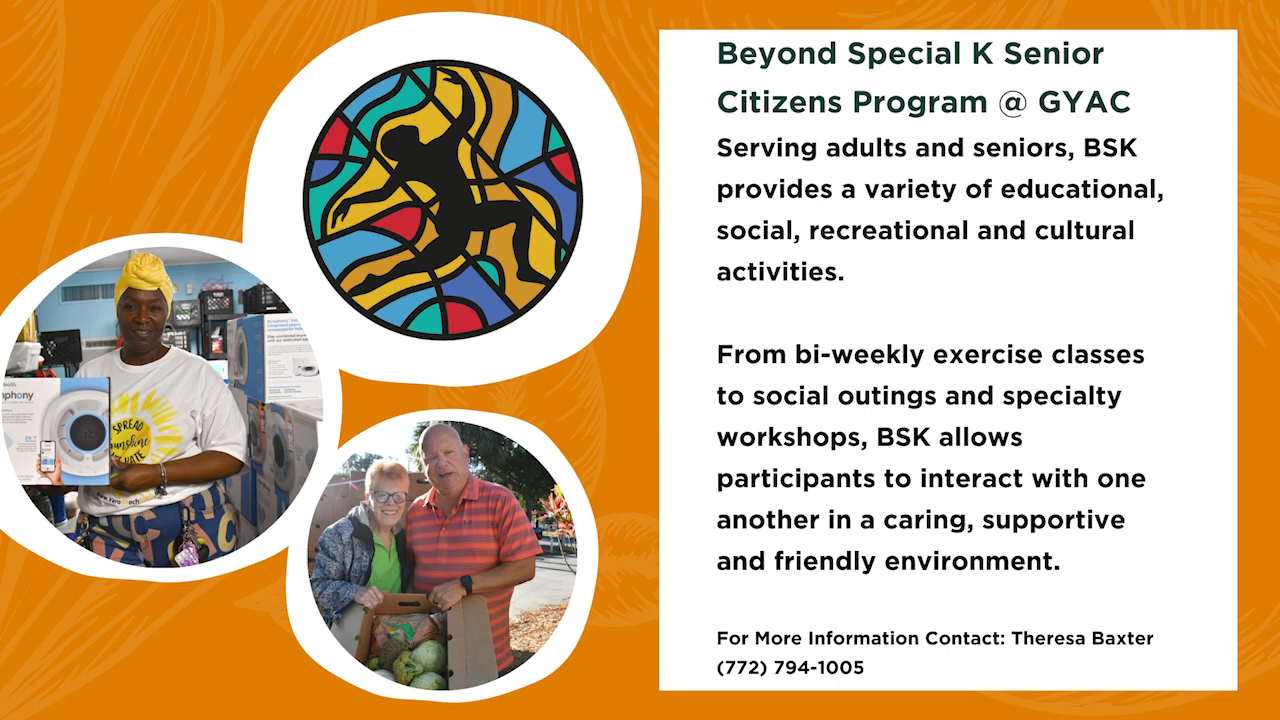 Beyond Special K Senior
Citizens Program @ GYAC
Serving adults and seniors, BSK
provides a variety of educational,
social, recreational and cultural
activities.
From bi-weekly exercise classes
to social outings and specialty
workshops, BSK allows
participants to interact with one
another in a caring, supportive
and friendly environment.
For More Information Contact: Theresa Baxter
(772) 794-1005
SPREAD